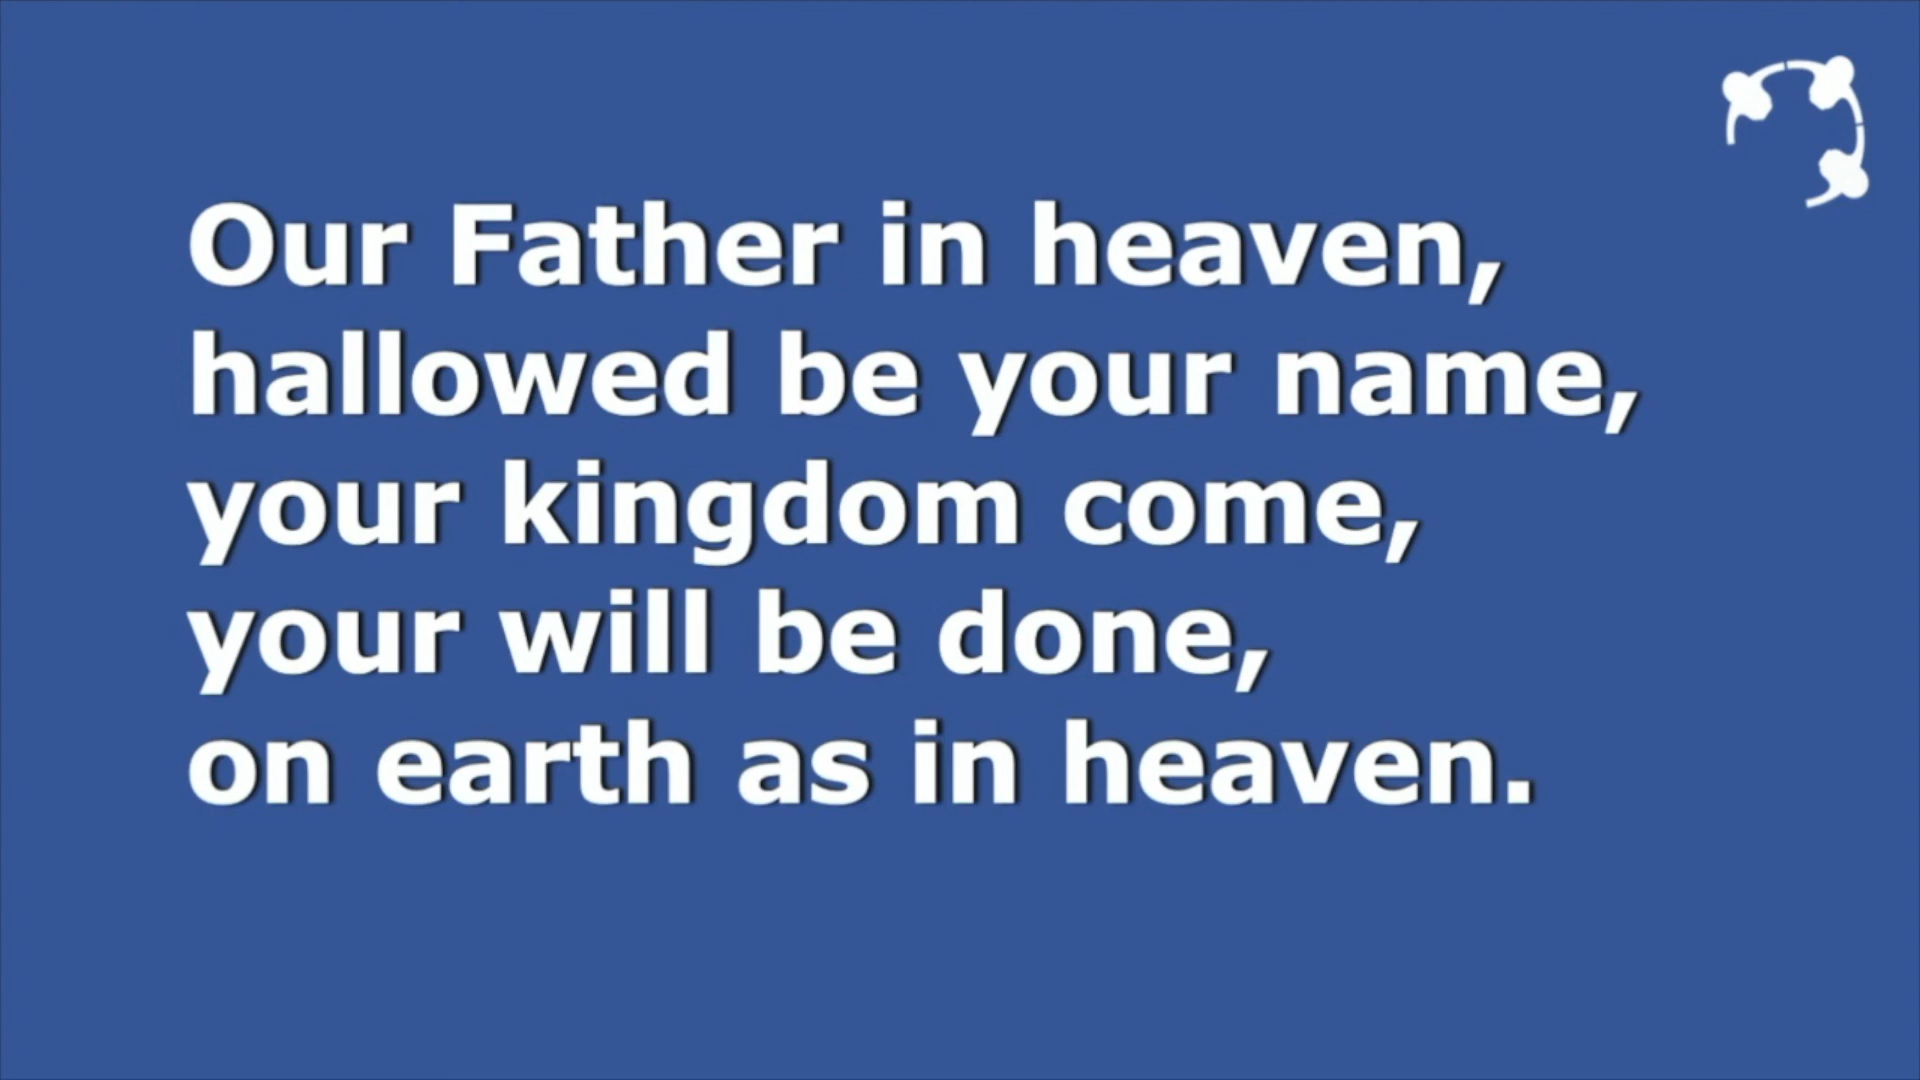 Our Father in heaven,
hallowed be your name,
your kingdom come,
your will be done,
on earth as in heaven.